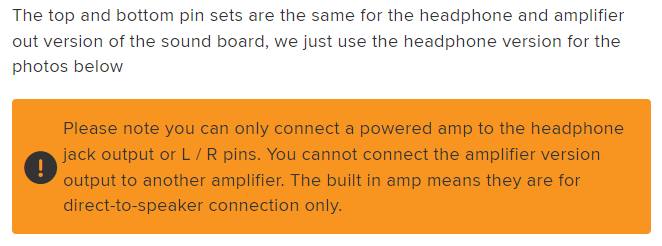 The top and bottom pin sets are the same for the headphone and amplifier
out version of the sound board, we just use the headphone version for the
photos below
Please note you can only connect a powered amp to the headphone
jack output or L / R pins. You cannot connect the amplifier version
output to another amplifier. The built in amp means they are for
direct-to-speaker connection only.